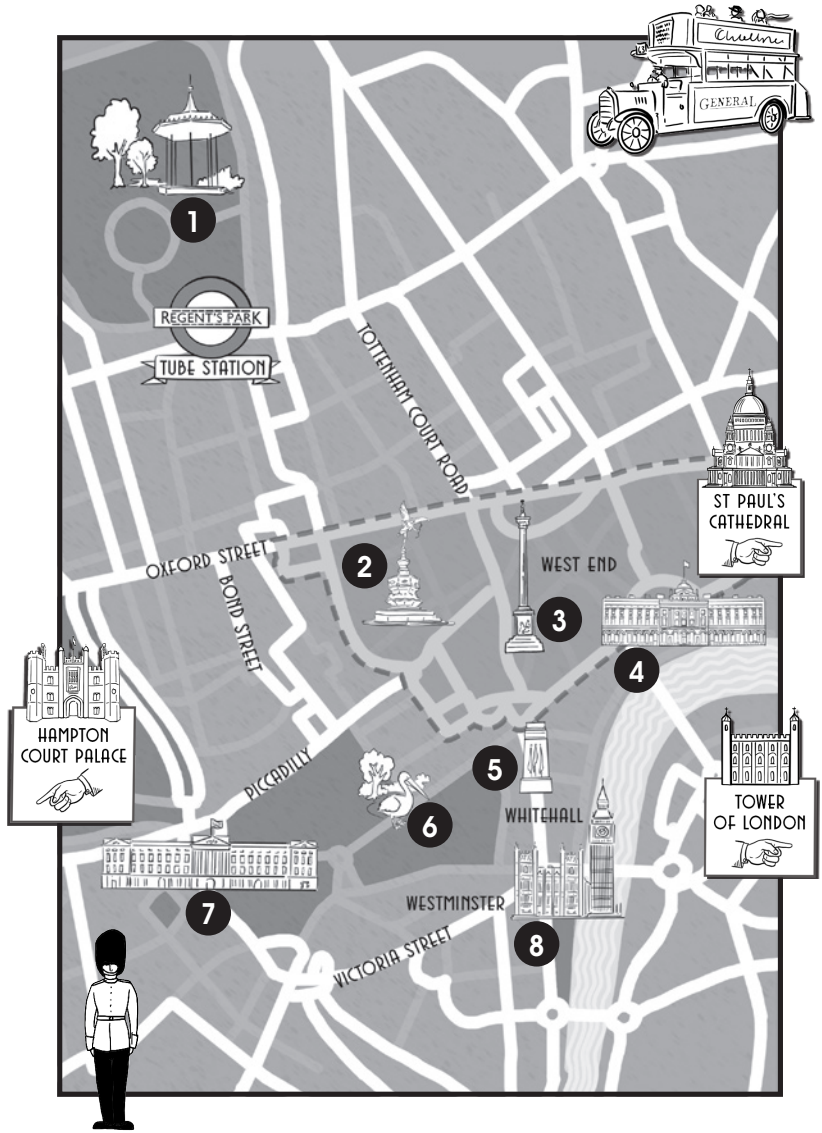 GENERAL
1
REGENT'S PARK
TUBE STATION
TOTTENHAM COURT ROAD
ST PAUL'S
CATHEDRAL
OXFORD STREET
2
WEST END
BOND STREET
3
4
HAMPTON
COURT PALACE
5
PICCADILLY
WHITEHALL
6
TOWER
OF LONDON
7
WESTMINSTER
8
VICTORIA STREET